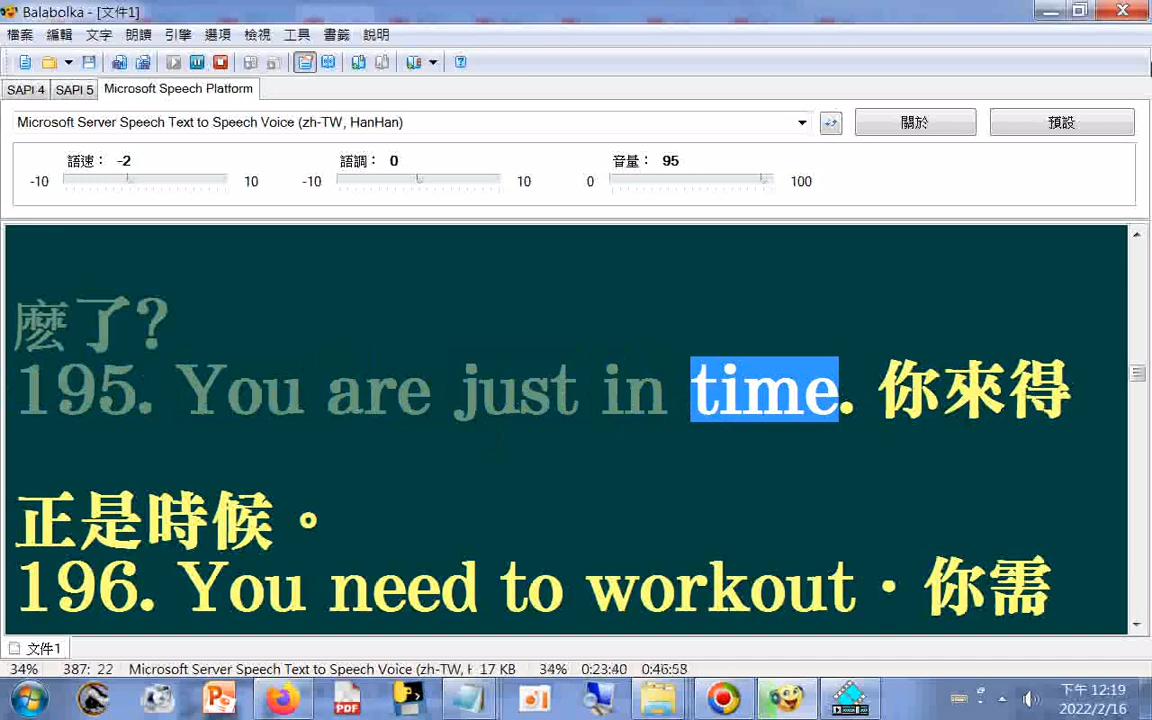 Balabolka - [文件1]
檔案 編輯 文字 朗讀 引擎 選項 檢視 工具 書籤 說明
SAPI 4 SAPI 5 Microsoft Speech Platform
Microsoft Server Speech Text to Speech Voice (zh-TW, HanHan) 關於 預設
語速： -2 語調： 0 音量： 95
-10 10 -10 10 0 100
麼了?
195. You are just in time. 你來得
正是時候。
196. You need to workout．你需
文件1
34% 387: 22 Microsoft Server Speech Text to Speech Voice (zh-TW, H 17 KB 34% 0:23:40 0:46:58
下午 12:19
2022/2/16